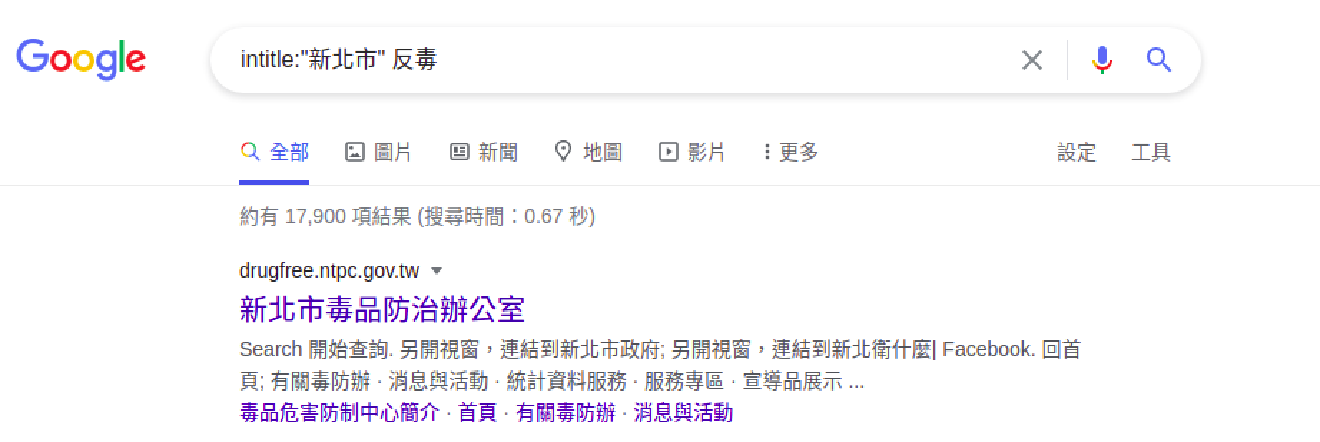 Google intitle:"新北市" 反毒
全部 圖片 新聞 地圖 影片 更多 設定 工具
約有 17,900 項結果 (搜尋時間：0.67 秒)
drugfree.ntpc.gov.tw
新北市毒品防治辦公室
Search 開始查詢. 另開視窗，連結到新北市政府; 另開視窗，連結到新北衛什麼| Facebook. 回首
頁; 有關毒防辦 · 消息與活動 · 統計資料服務 · 服務專區 · 宣導品展示 ...
毒品危害防制中心簡介 · 首頁 · 有關毒防辦 · 消息與活動